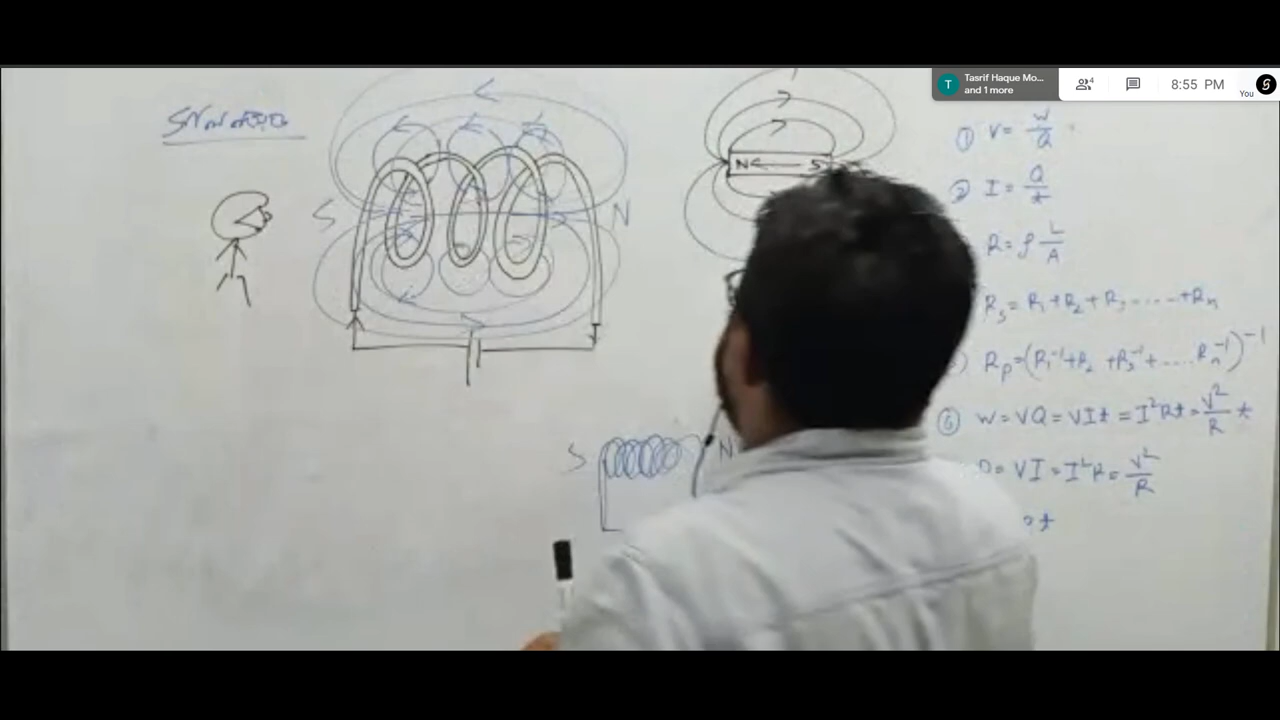 Tasrif Haque Mo...
and 1 more
4
8:55 PM
You
S
N
N S
S
N
① V = W/Q
② I = Q/t
R = ρ L/A
Rs = R1 + R2 + R3 ..... + Rn
Rp = (R1⁻¹ + R2 + R3⁻¹ + .... Rn⁻¹)⁻¹
⑥ W = VQ = VIt = I²Rt = V²/R t
P = VI = I²R = V²/R